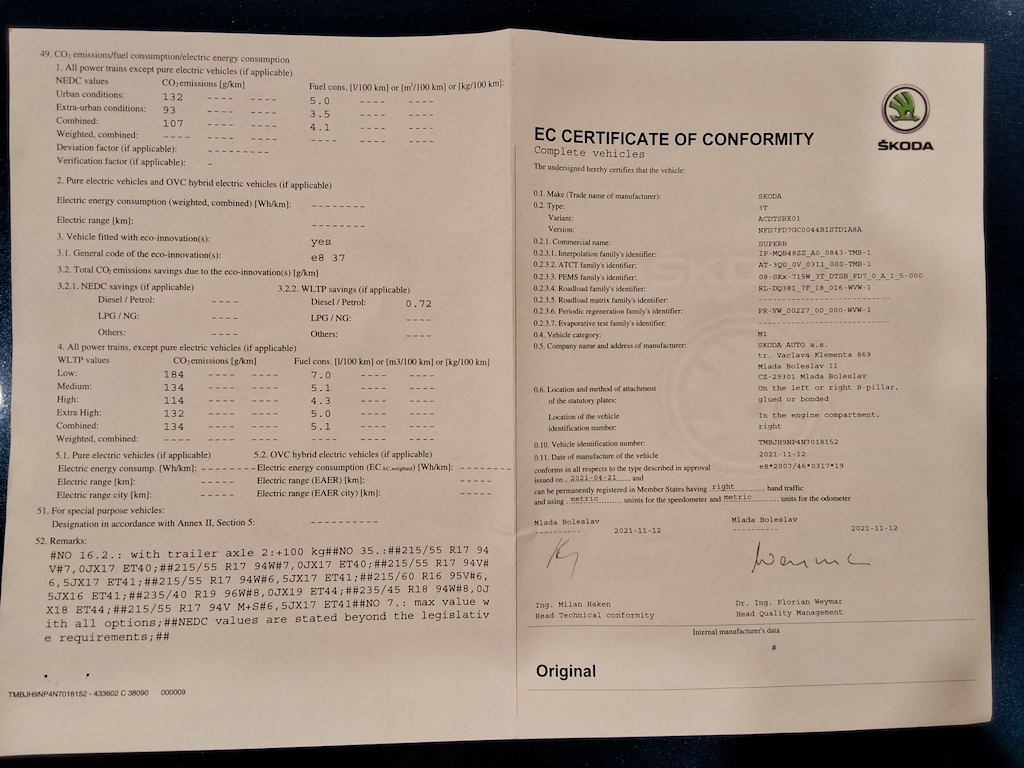 49. CO₂ emissions/fuel consumption/electric energy consumption
1. All power trains except pure electric vehicles (if applicable)
NEDC values CO₂ emissions [g/km] Fuel cons. [l/100 km] or [m³/100 km] or [kg/100 km]:
Urban conditions: 132 ---- ---- 5.0 ---- ----
Extra-urban conditions: 93 ---- ---- 3.5 ---- ----
Combined: 107 ---- ---- 4.1 ---- ----
Weighted, combined: ---- ---- ---- ---- ---- ----
Deviation factor (if applicable): ---------
Verification factor (if applicable): -
2. Pure electric vehicles and OVC hybrid electric vehicles (if applicable)
Electric energy consumption (weighted, combined) [Wh/km]: --------
Electric range [km]: --------
3. Vehicle fitted with eco-innovation(s): yes
3.1. General code of the eco-innovation(s): e8 37
3.2. Total CO₂ emissions savings due to the eco-innovation(s) [g/km]
3.2.1. NEDC savings (if applicable) 3.2.2. WLTP savings (if applicable)
Diesel / Petrol: ---- Diesel / Petrol: 0.72
LPG / NG: ---- LPG / NG: ----
Others: ---- Others: ----
4. All power trains, except pure electric vehicles (if applicable)
WLTP values CO₂ emissions [g/km] Fuel cons. [l/100 km] or [m3/100 km] or [kg/100 km]
Low: 184 ---- ---- 7.0 ---- ----
Medium: 134 ---- ---- 5.1 ---- ----
High: 114 ---- ---- 4.3 ---- ----
Extra High: 132 ---- ---- 5.0 ---- ----
Combined: 134 ---- ---- 5.1 ---- ----
Weighted, combined: ---- ---- ---- ---- ---- ----
5.1. Pure electric vehicles (if applicable) 5.2. OVC hybrid electric vehicles (if applicable)
Electric energy consump. [Wh/km]: -------- Electric energy consumption (EC AC,weighted) [Wh/km]: --------
Electric range [km]: ----- Electric range (EAER) [km]: -----
Electric range city [km]: ----- Electric range (EAER city) [km]: -----
51. For special purpose vehicles:
Designation in accordance with Annex II, Section 5: ----------
52. Remarks:
#NO 16.2.: with trailer axle 2:+100 kg##NO 35.:##215/55 R17 94
V#7,0JX17 ET40;##215/55 R17 94W#7,0JX17 ET40;##215/55 R17 94V#
6,5JX17 ET41;##215/55 R17 94W#6,5JX17 ET41;##215/60 R16 95V#6,
5JX16 ET41;##235/40 R19 96W#8,0JX19 ET44;##235/45 R18 94W#8,0J
X18 ET44;##215/55 R17 94V M+S#6,5JX17 ET41##NO 7.: max value w
ith all options;##NEDC values are stated beyond the legislativ
e requirements;##
TMBJH9NP4N7018152 - 433602 C 38090 000009
ŠKODA
EC CERTIFICATE OF CONFORMITY
Complete vehicles
The undersigned hereby certifies that the vehicle:
0.1. Make (Trade name of manufacturer): SKODA
0.2. Type: 3T
Variant: ACDTSBX01
Version: NFD7FD7GC0044BISTD1A8A
0.2.1. Commercial name: SUPERB
0.2.3.1. Interpolation family's identifier: IP-MQB48ZZ_A0_0843-TMB-1
0.2.3.2. ATCT family's identifier: AT-3Q0_0V_0311_000-TMB-1
0.2.3.3. PEMS family's identifier: 08-SKx-715W_3T_DTSB_FD7_0_A_1_5-000
0.2.3.4. Roadload family's identifier: RL-DQ381_7F_18_016-WVW-1
0.2.3.5. Roadload matrix family's identifier: ----------------------------
0.2.3.6. Periodic regeneration family's identifier: PR-VW_00227_00_000-WVW-1
0.2.3.7. Evaporative test family's identifier: ----------------------------
0.4. Vehicle category: M1
0.5. Company name and address of manufacturer: SKODA AUTO a.s.
tr. Vaclava Klementa 869
Mlada Boleslav II
CZ-29301 Mlada Boleslav
0.6. Location and method of attachment On the left or right B-pillar,
of the statutory plates: glued or bonded
Location of the vehicle In the engine compartment,
identification number: right
0.10. Vehicle identification number: TMBJH9NP4N7018152
0.11. Date of manufacture of the vehicle 2021-11-12
conforms in all respects to the type described in approval e8*2007/46*0317*19
issued on 2021-04-21 and
can be permanently registered in Member States having right hand traffic
and using metric unints for the speedometer and metric units for the odometer
Mlada Boleslav 2021-11-12 Mlada Boleslav 2021-11-12
Ing. Milan Haken Dr. Ing. Florian Weymar
Head Technical conformity Head Quality Management
Internal manufacturer's data
#
Original